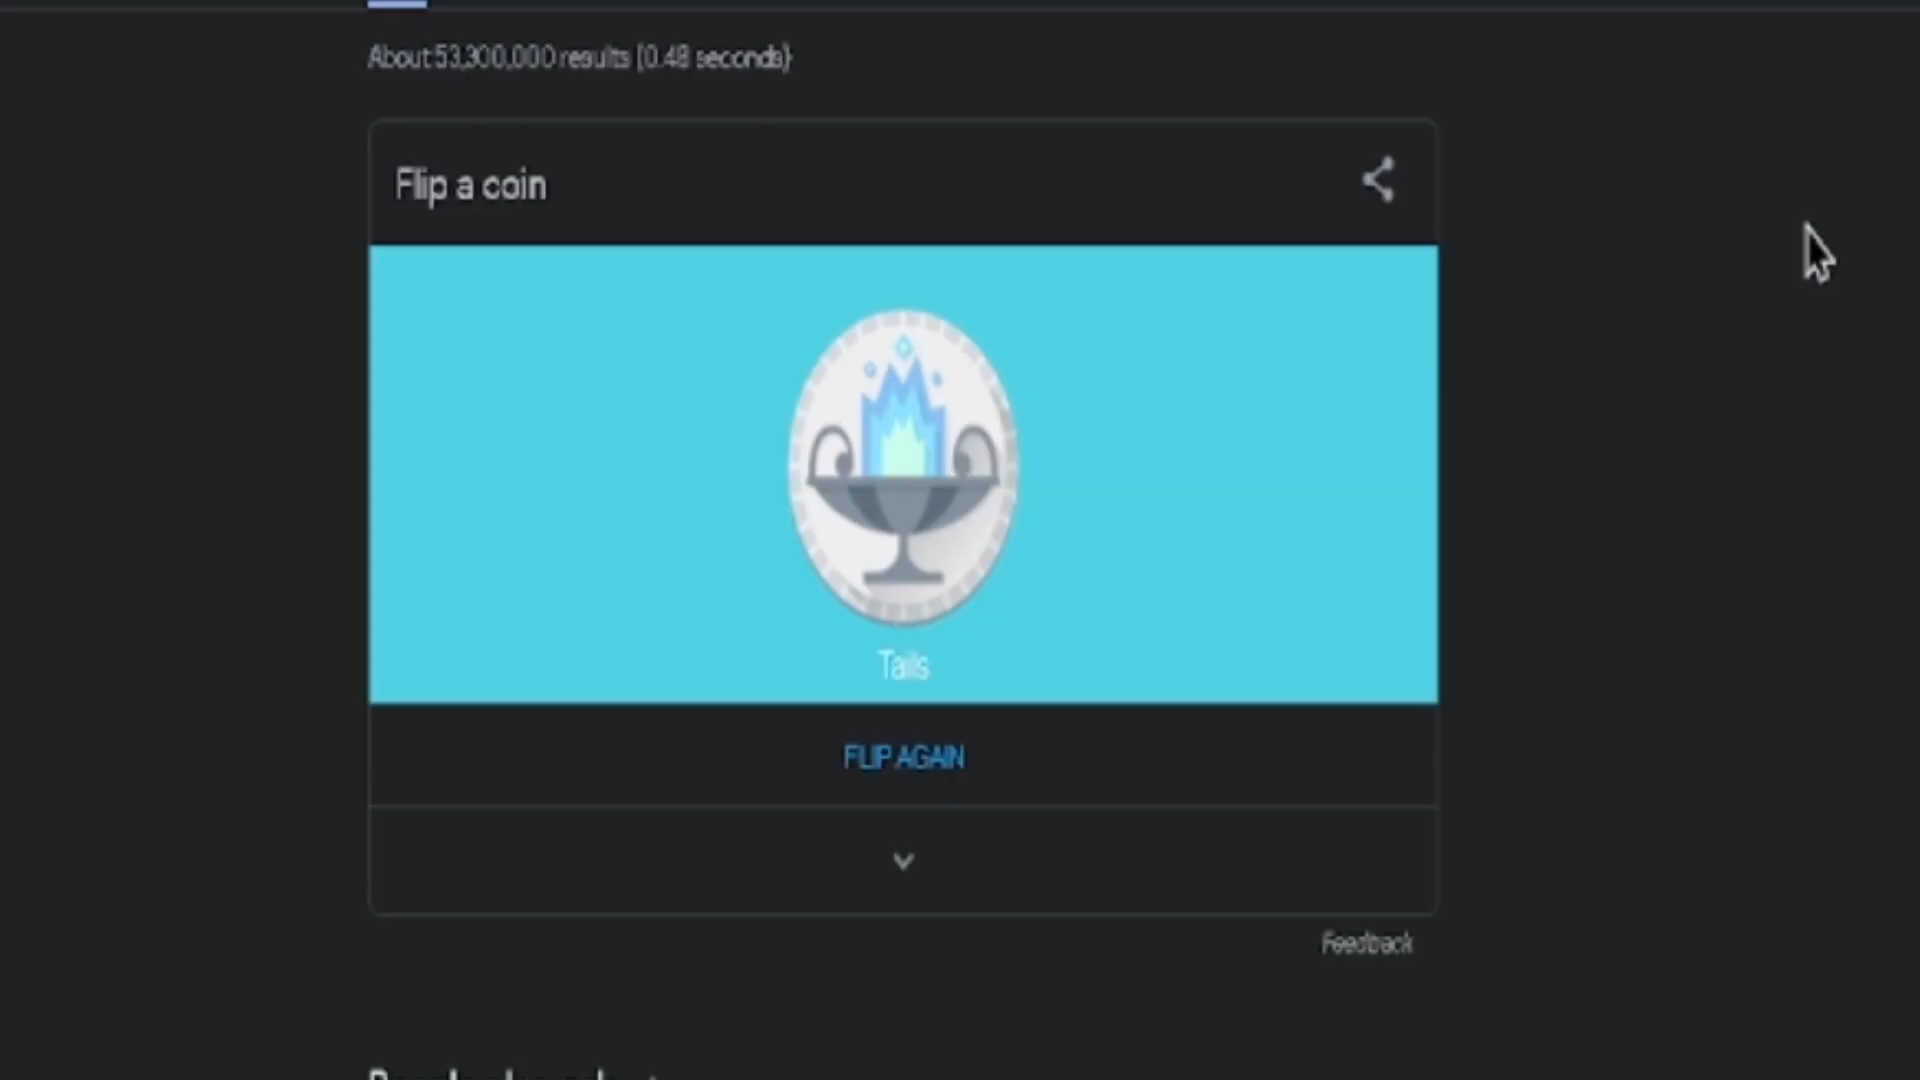 About 53,300,000 results (0.48 seconds)
Flip a coin
Tails
FLIP AGAIN
Feedback